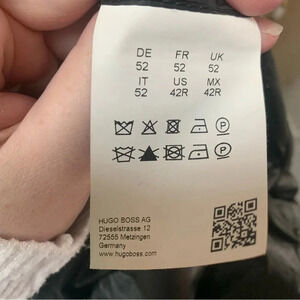 DE FR UK
52 52 52
IT US MX
52 42R 42R
P
P
HUGO BOSS AG
Dieselstrasse 12
72555 Metzingen
Germany
www.hugoboss.com